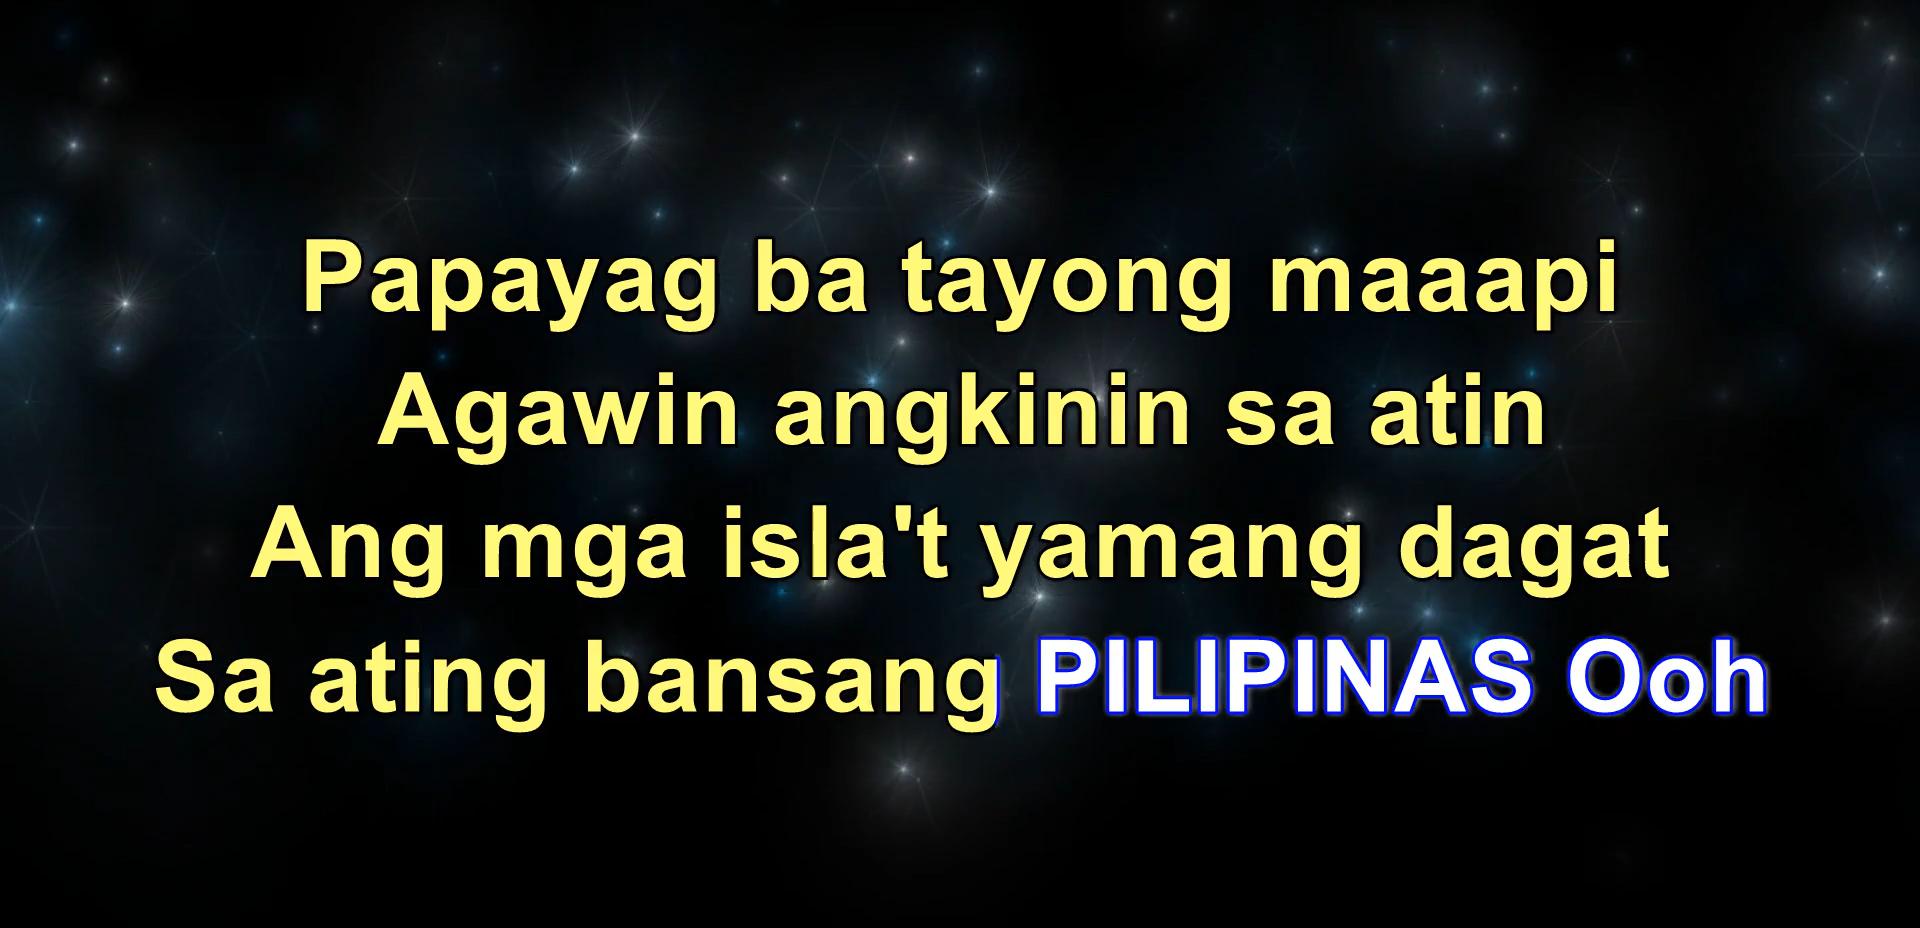 Papayag ba tayong maaapi
Agawin angkinin sa atin
Ang mga isla't yamang dagat
Sa ating bansang PILIPINAS Ooh